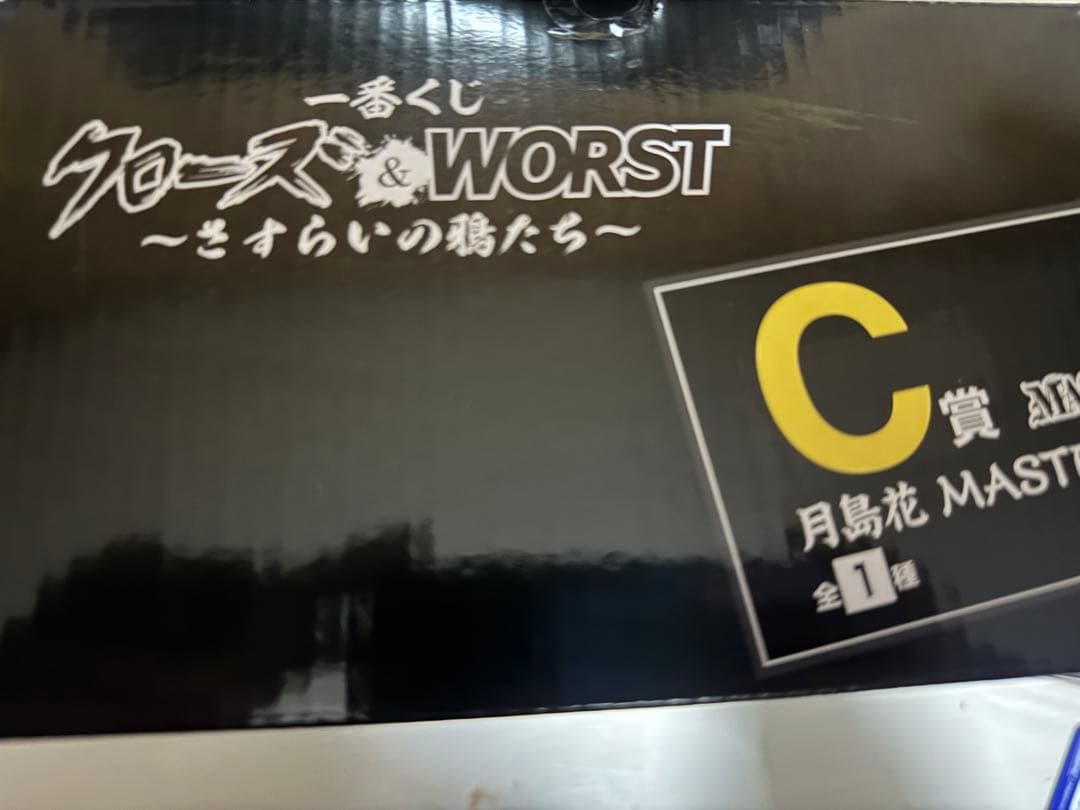 一番くじ
クローズ&WORST
～さすらいの鴉たち～
C賞
月島花 MAST
全1種